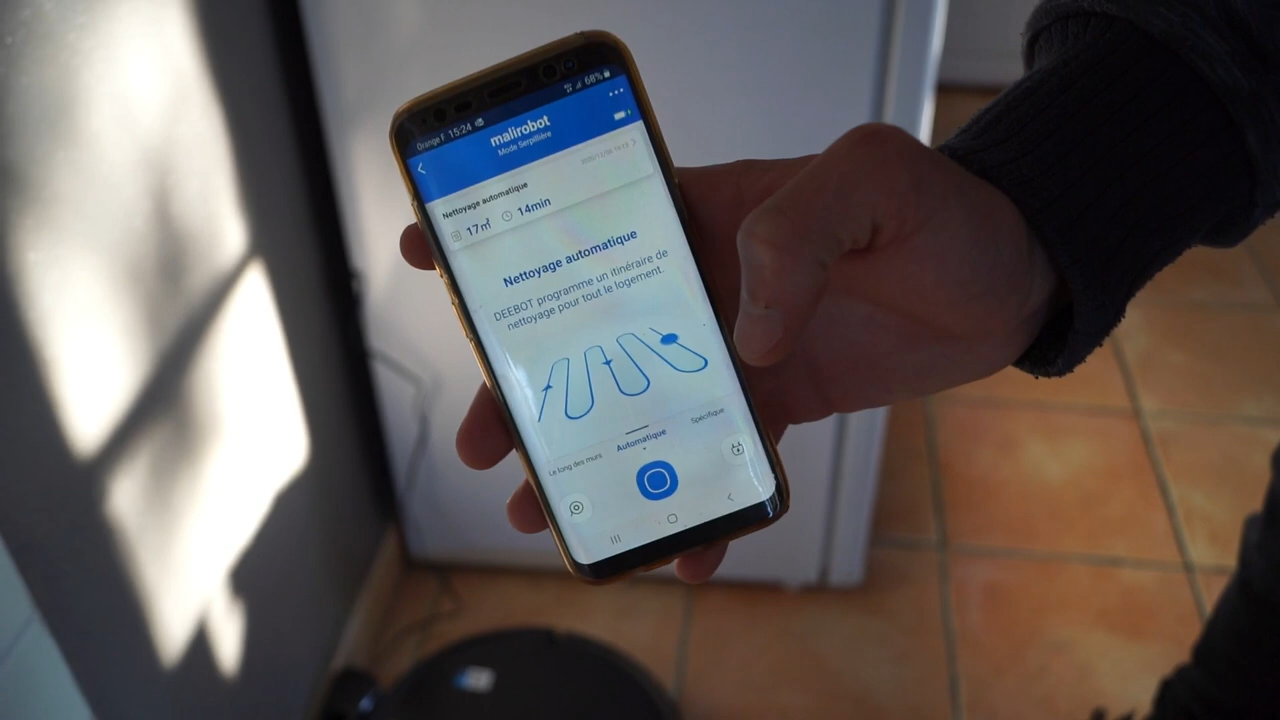 Orange F 15:24
68%
malirobot
Mode Serpillière
Nettoyage automatique
17㎡ 14min
Nettoyage automatique
DEEBOT programme un itinéraire de
nettoyage pour tout le logement.
Le long des murs
Automatique
Spécifique